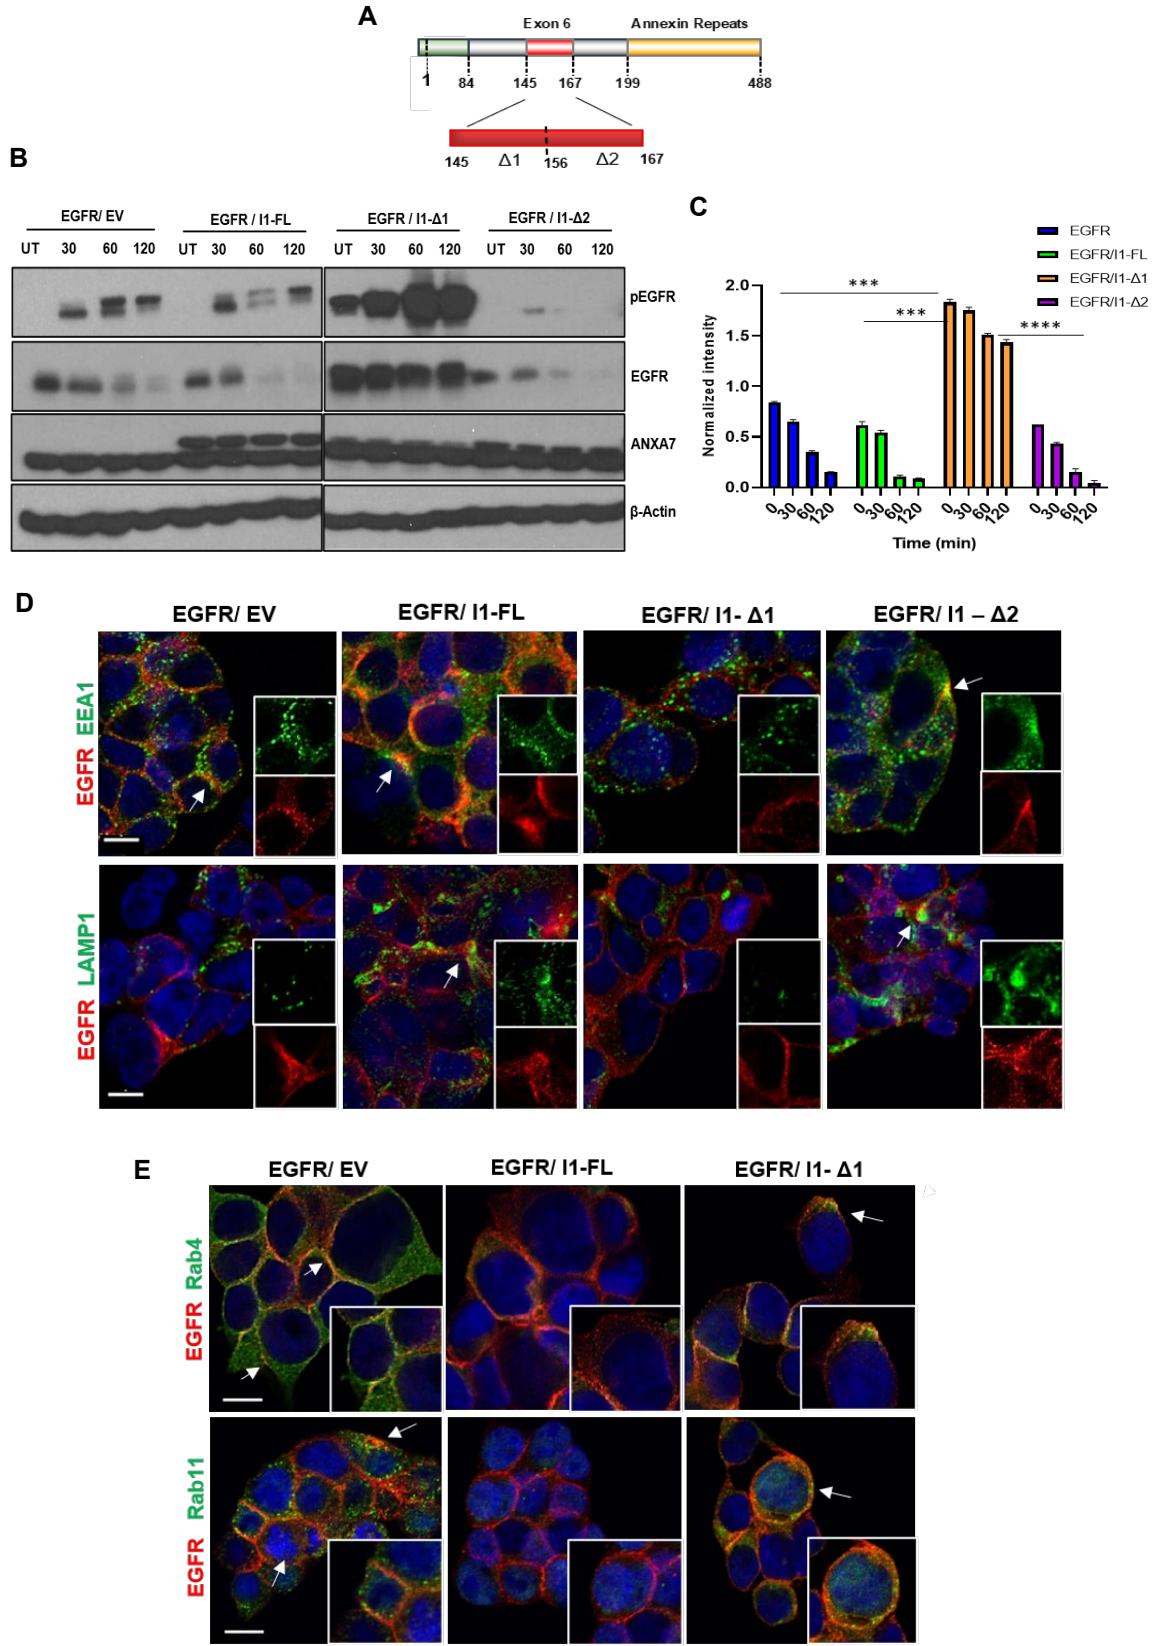 A
Exon 6 Annexin Repeats
1 84 145 167 199 488
145 Δ1 156 Δ2 167
B
EGFR/ EV EGFR / I1-FL EGFR / I1-Δ1 EGFR / I1-Δ2
UT 30 60 120 UT 30 60 120 UT 30 60 120 UT 30 60 120
pEGFR
EGFR
ANXA7
β-Actin
C
EGFR
EGFR/I1-FL
EGFR/I1-Δ1
EGFR/I1-Δ2
Normalized intensity
2.0
1.5
1.0
0.5
0.0
***
***
****
0 30 60 120 0 30 60 120 0 30 60 120 0 30 60 120
Time (min)
D
EGFR/ EV EGFR/ I1-FL EGFR/ I1- Δ1 EGFR/ I1 – Δ2
EGFR EEA1
EGFR LAMP1
E
EGFR/ EV EGFR/ I1-FL EGFR/ I1- Δ1
EGFR Rab4
EGFR Rab11